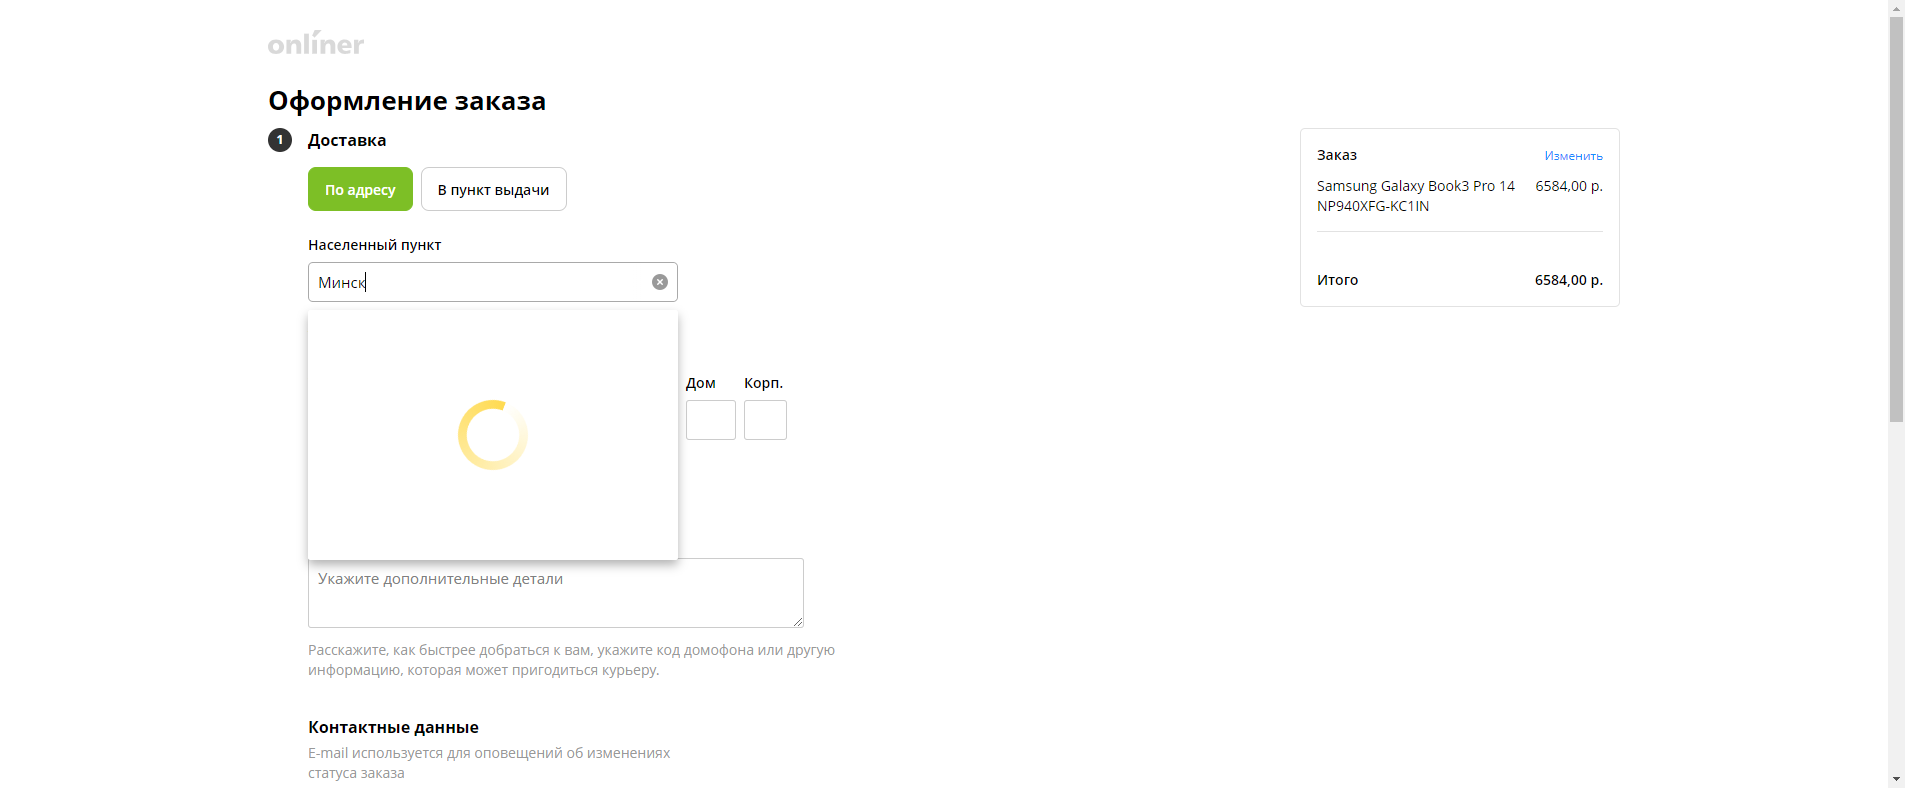 onlíner
Оформление заказа
1 Доставка
По адресу
В пункт выдачи
Населенный пункт
Минск
Дом
Корп.
Укажите дополнительные детали
Расскажите, как быстрее добраться к вам, укажите код домофона или другую
информацию, которая может пригодиться курьеру.
Контактные данные
E-mail используется для оповещений об изменениях
статуса заказа
Заказ
Изменить
Samsung Galaxy Book3 Pro 14 6584,00 р.
NP940XFG-KC1IN
Итого 6584,00 р.